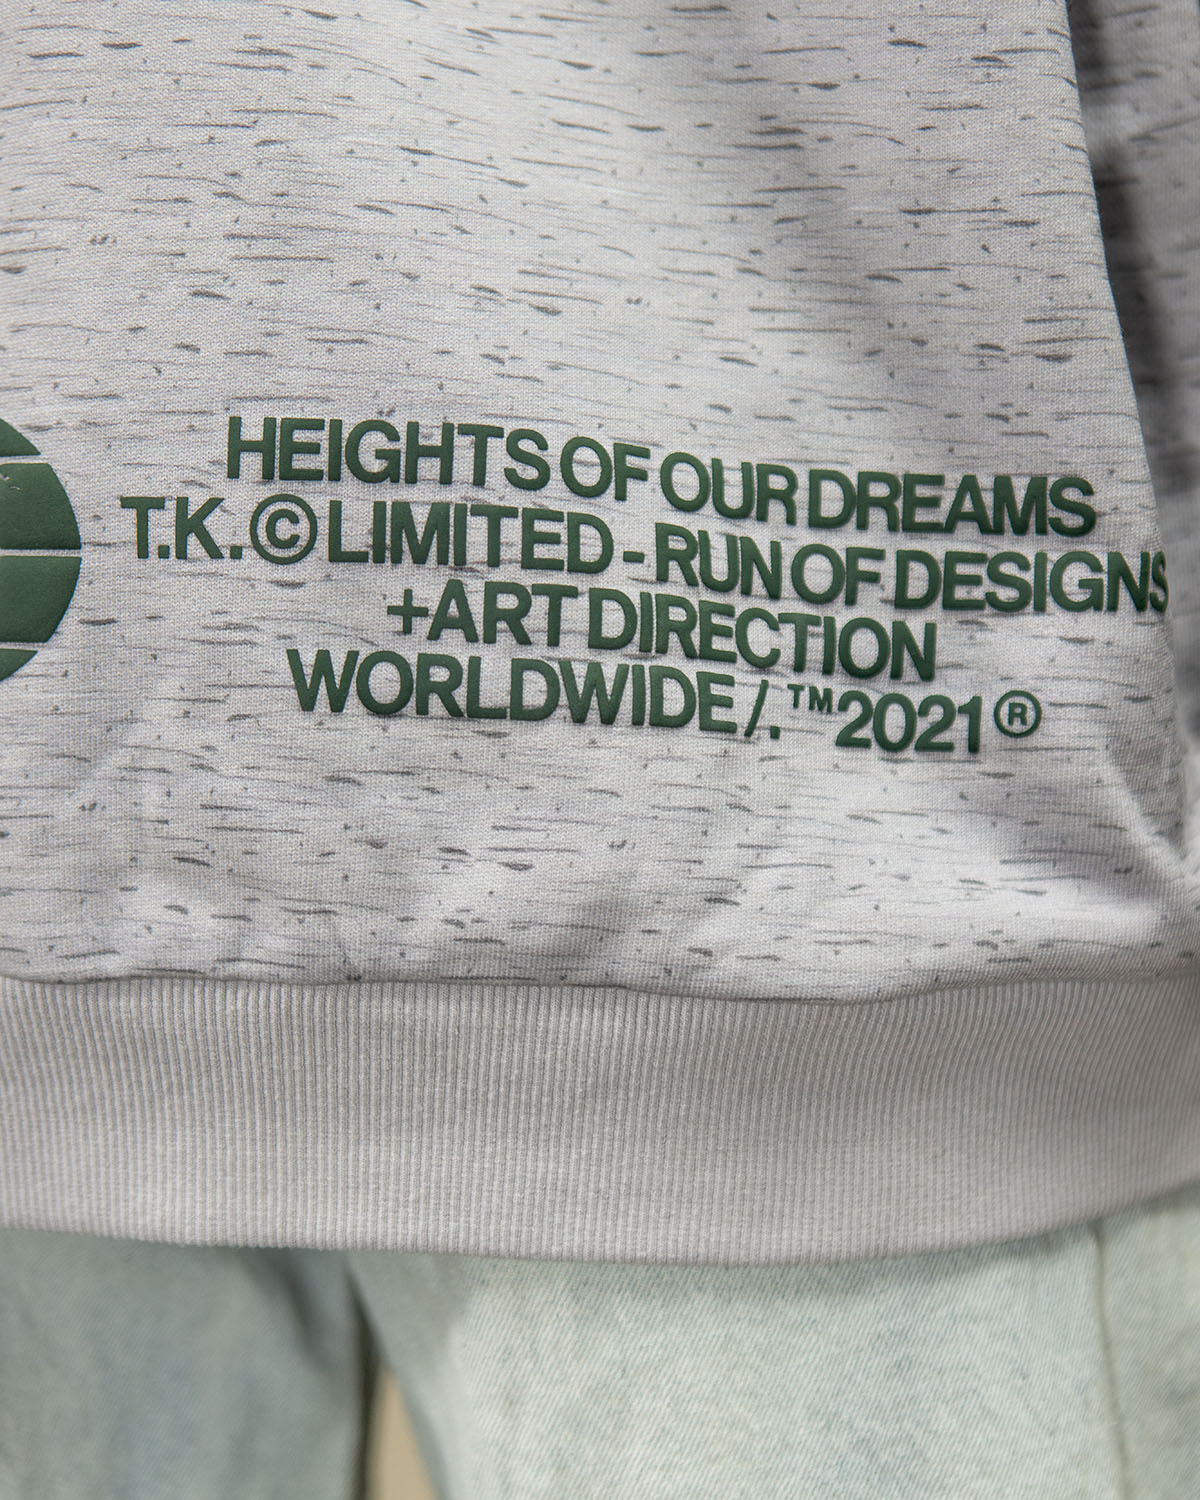 HEIGHTS OF OUR DREAMS
T.K.©LIMITED-RUN OF DESIGNS
+ART DIRECTION
WORLDWIDE/.™2021®